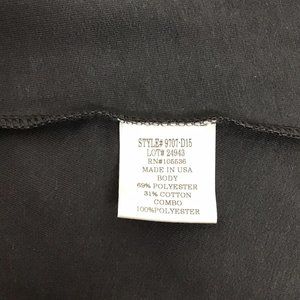 STYLE# 9707-D15
LOT# 24943
RN#105536
MADE IN USA
BODY
69% POLYESTER
31% COTTON
COMBO
100%POLYESTER